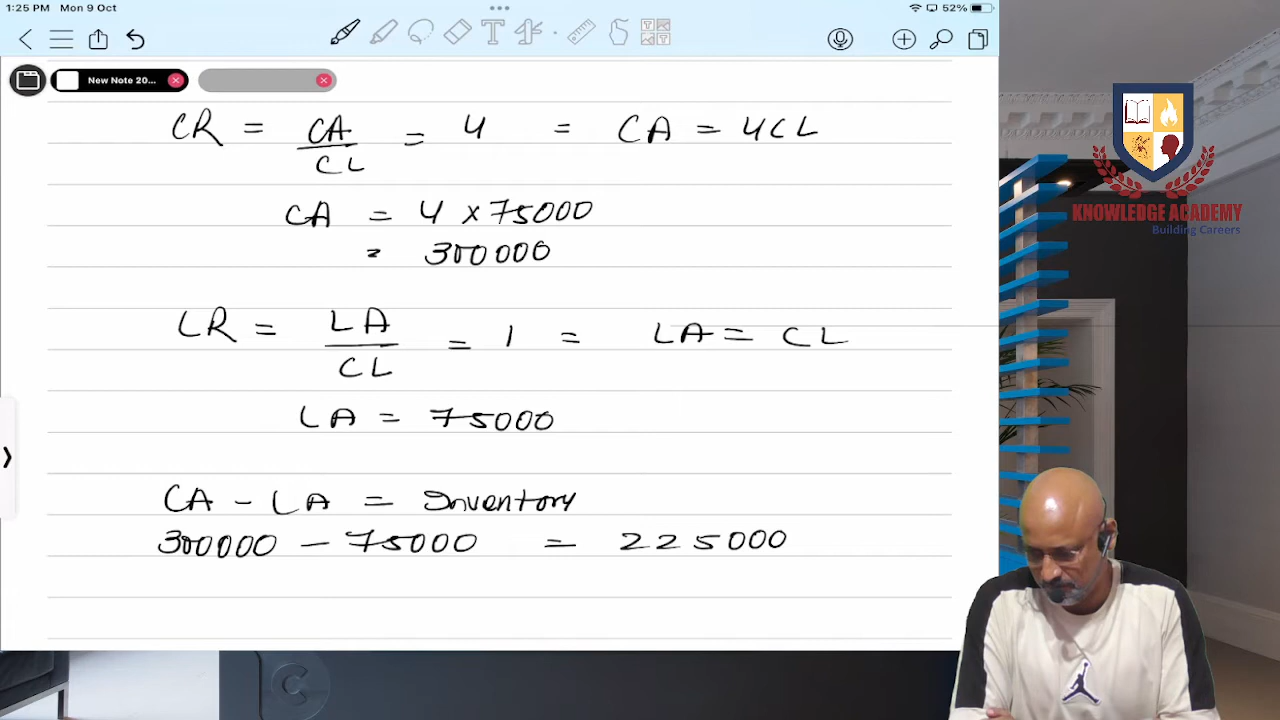 1:25 PM Mon 9 Oct
52%
New Note 20...
CR = CA/CL = 4 = CA = 4CL
CA = 4 x 75000
= 300000
LR = LA/CL = 1 = LA = CL
LA = 75000
CA - LA = Inventory
300000 - 75000 = 225000
KNOWLEDGE ACADEMY
Building Careers